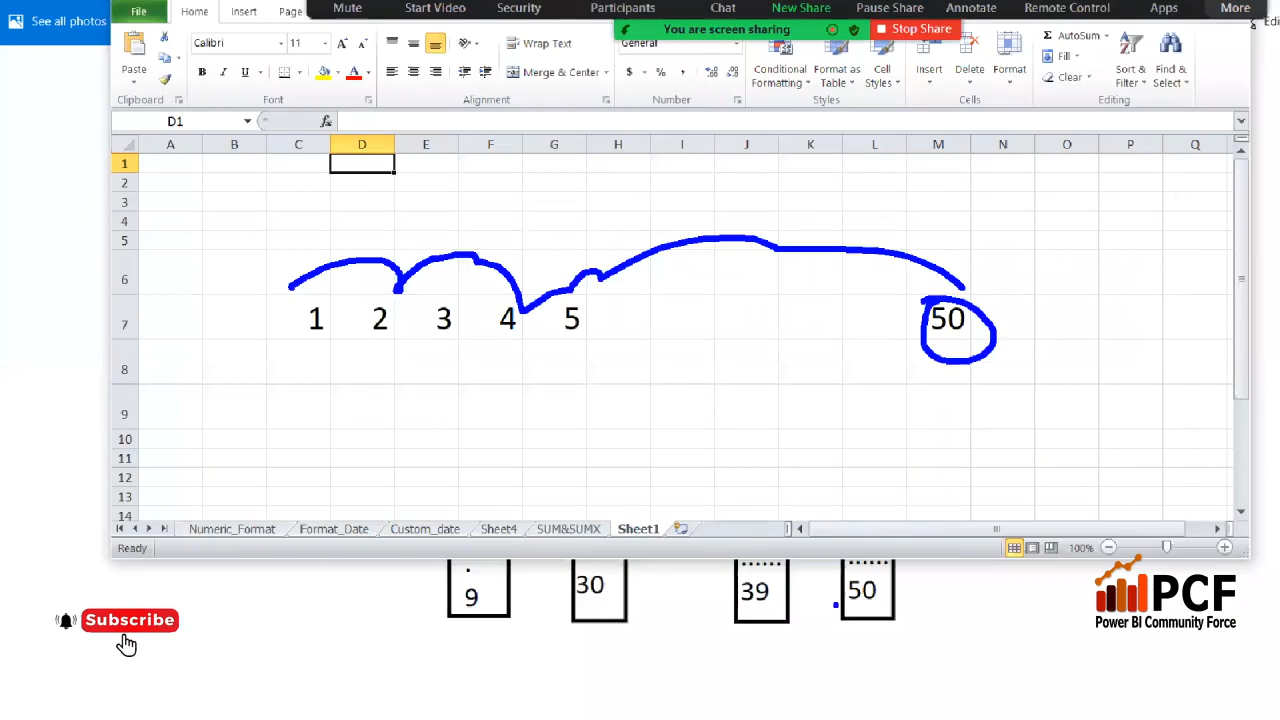 See all photos
File Home Insert Page
Mute Start Video Security Participants Chat New Share Pause Share Annotate Remote Control Apps More
You are screen sharing Stop Share
Calibri 11 Wrap Text General Σ AutoSum
Fill
Paste B I U A Merge & Center $ % , Conditional Formatting Format as Table Cell Styles Insert Delete Format Clear Sort & Filter Find & Select
Clipboard Font Alignment Number Styles Cells Editing
D1 fx
A B C D E F G H I J K L M N O P Q
1
2
3
4
5
6
7 1 2 3 4 5 50
8
9
10
11
12
13
14
Numeric_Format Format_Date Custom_date Sheet4 SUM&SUMX Sheet1
Ready 100%
. ...... ......
9 30 39 50
Subscribe
PCF
Power BI Community Force